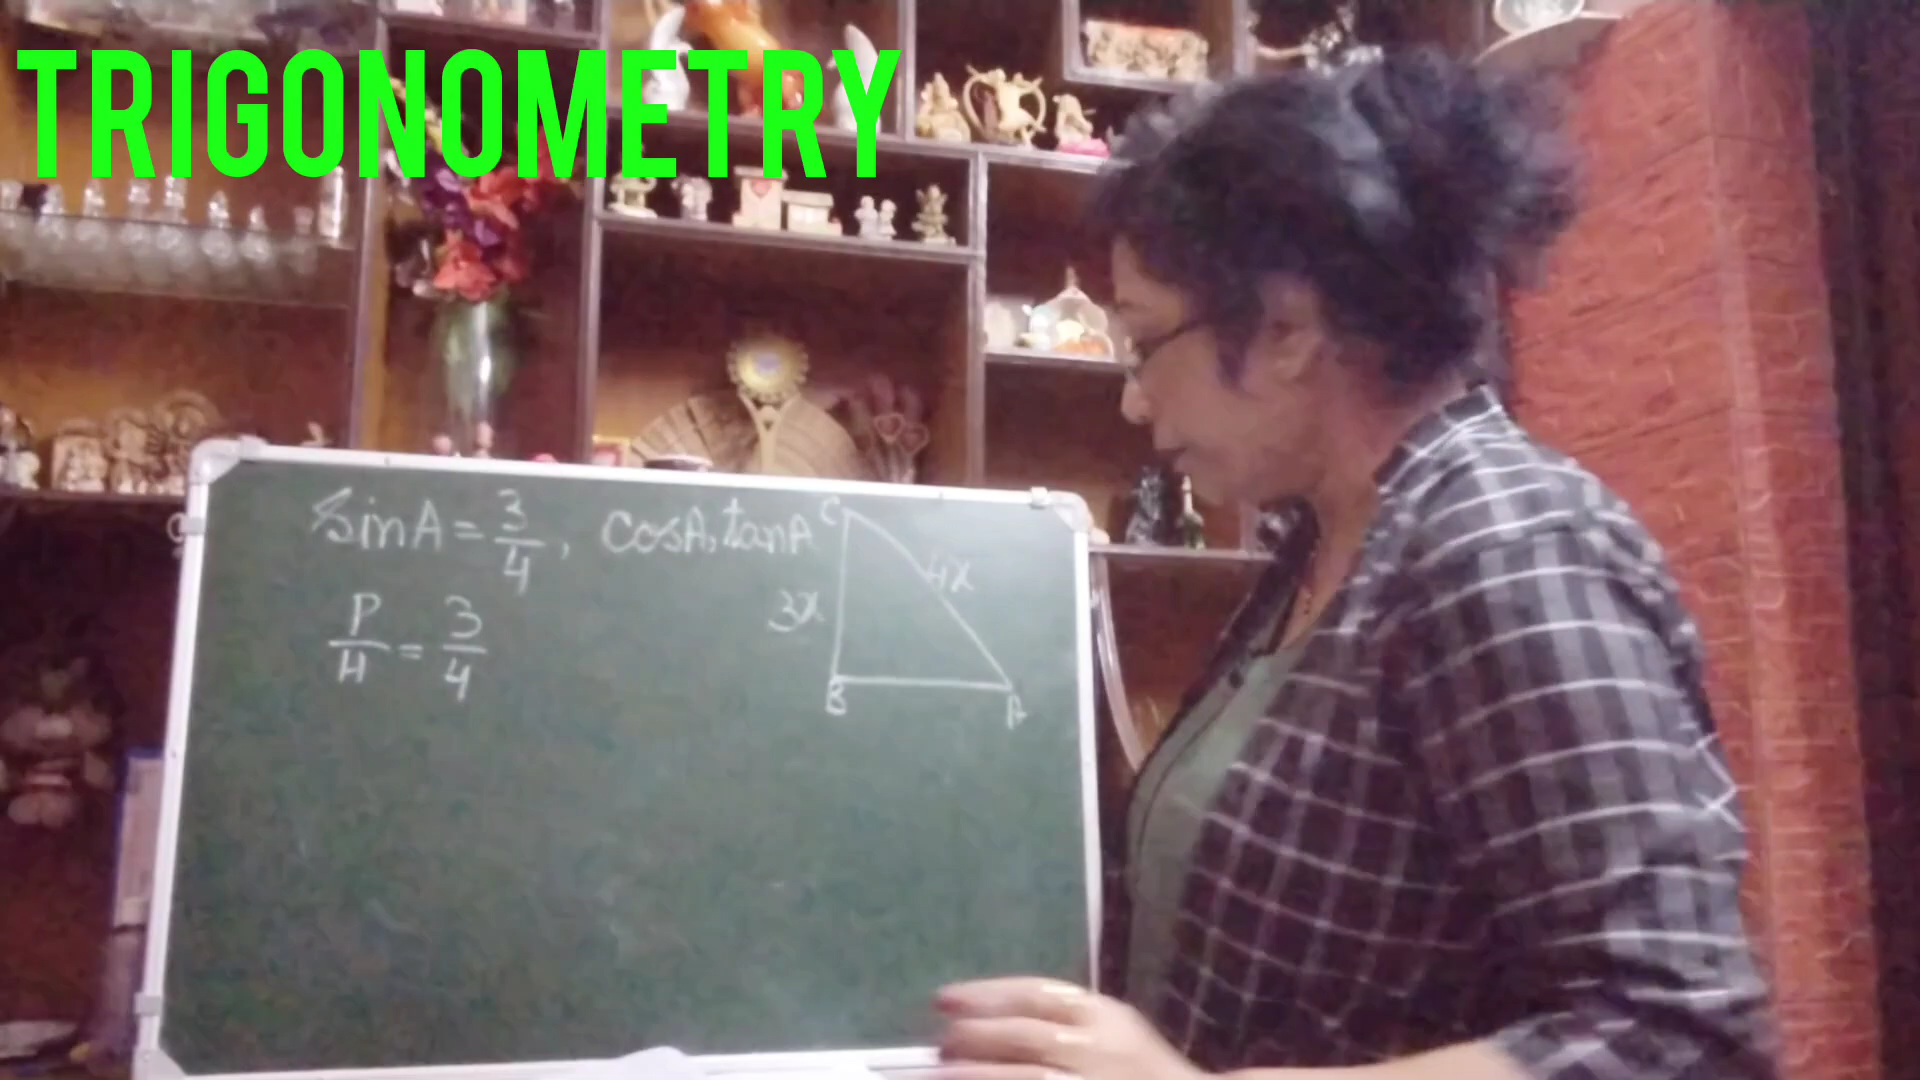 TRIGONOMETRY
sinA = 3/4, cosA, tanA
P/H = 3/4
C
4x
3x
B
A